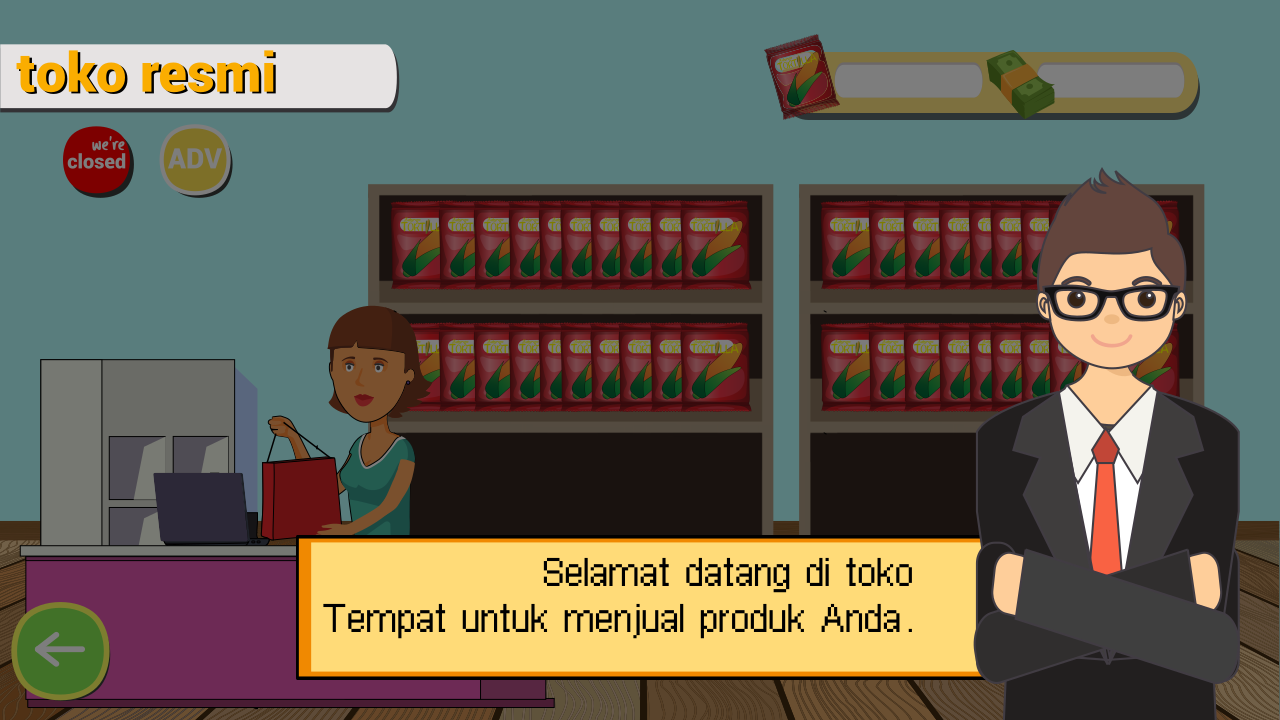 toko resmi
we're
closed
ADV
Selamat datang di toko
Tempat untuk menjual produk Anda.